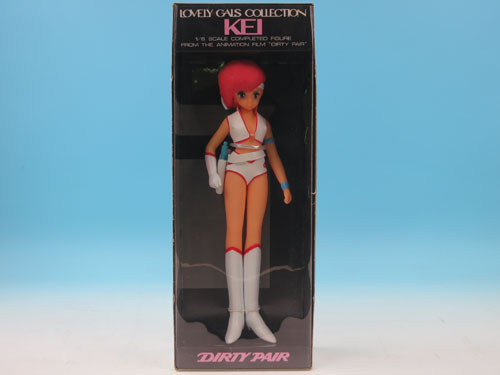 LOVELY GALS COLLECTION
KEI
1/6 SCALE COMPLETED FIGURE
FROM THE ANIMATION FILM "DIRTY PAIR"
DIRTY PAIR